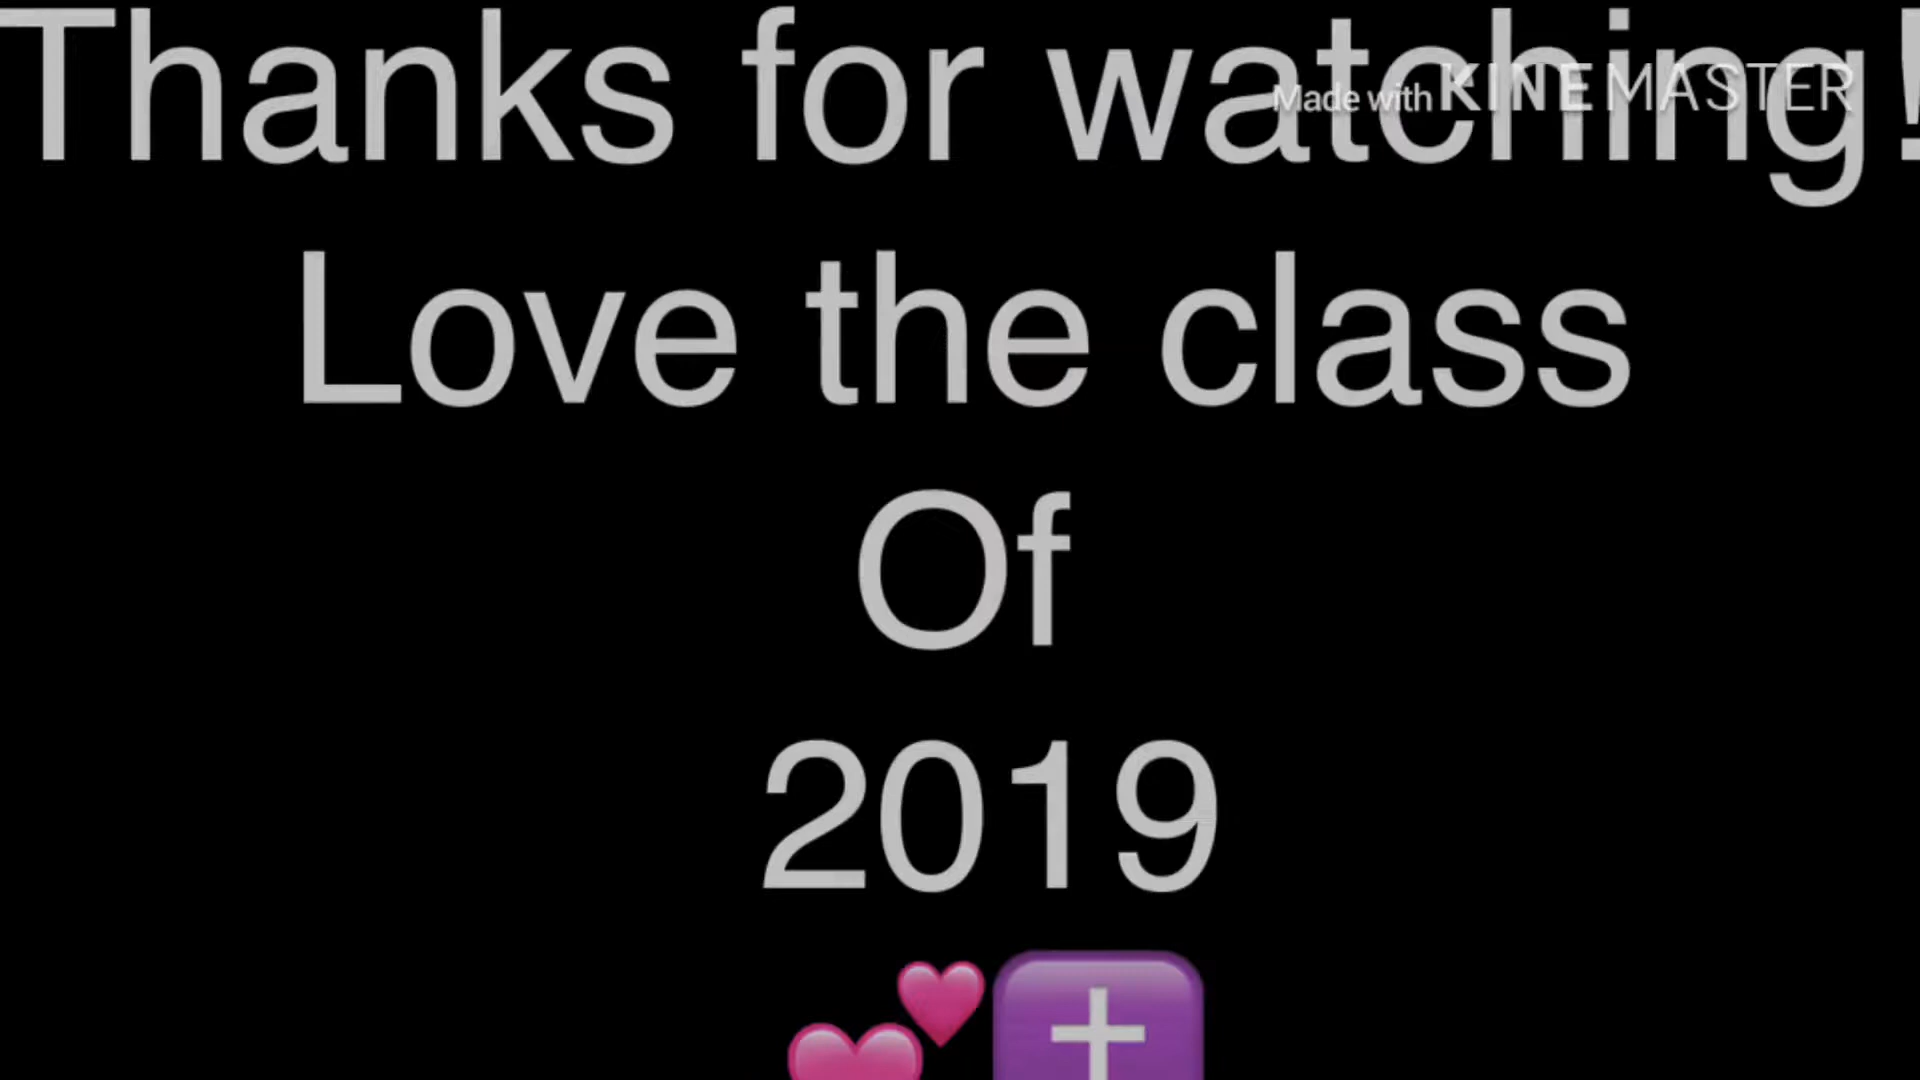 Thanks for watching!
Made with KINEMASTER
Love the class
Of
2019
💕✝️